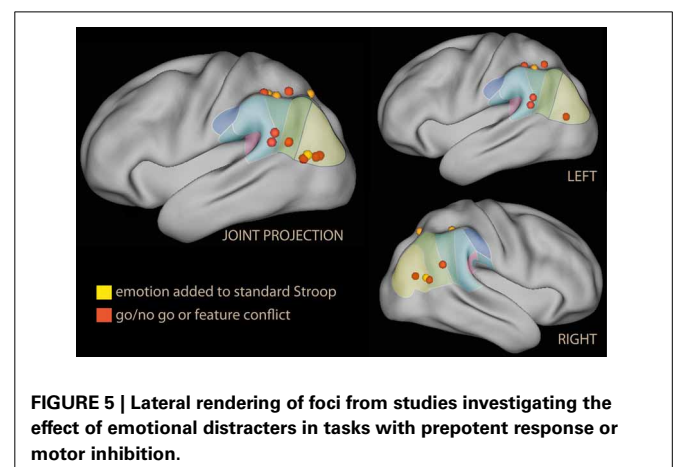 JOINT PROJECTION
LEFT
emotion added to standard Stroop
go/no go or feature conflict
RIGHT
FIGURE 5 | Lateral rendering of foci from studies investigating the
effect of emotional distracters in tasks with prepotent response or
motor inhibition.